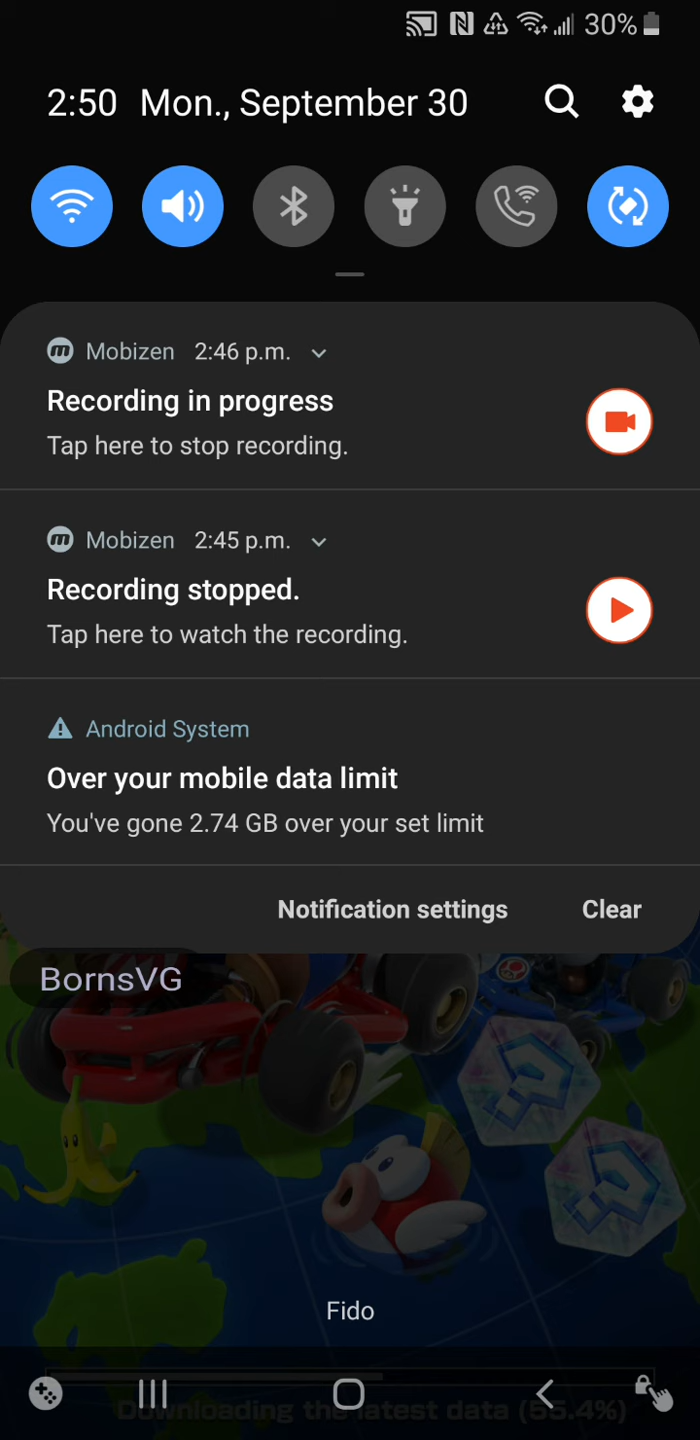 30%
2:50 Mon., September 30
Mobizen 2:46 p.m.
Recording in progress
Tap here to stop recording.
Mobizen 2:45 p.m.
Recording stopped.
Tap here to watch the recording.
Android System
Over your mobile data limit
You've gone 2.74 GB over your set limit
Notification settings Clear
BornsVG
Fido
Downloading the latest data (55.4%)